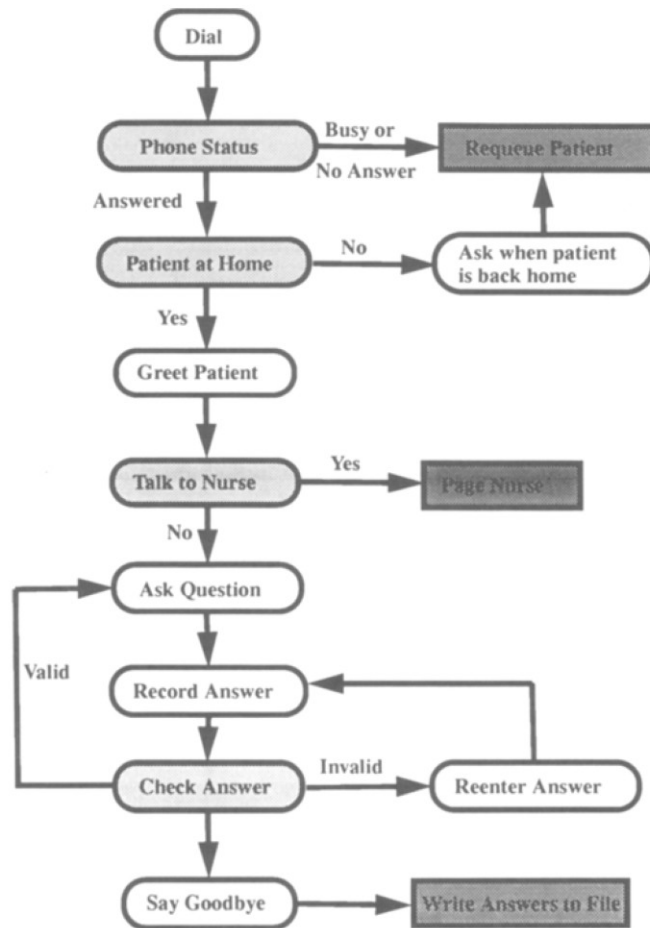 Dial
Phone Status
Busy or
No Answer
Requeue Patient
Answered
Patient at Home
No
Ask when patient
is back home
Yes
Greet Patient
Talk to Nurse
Yes
Page Nurse
No
Ask Question
Valid
Record Answer
Check Answer
Invalid
Reenter Answer
Say Goodbye
Write Answers to File